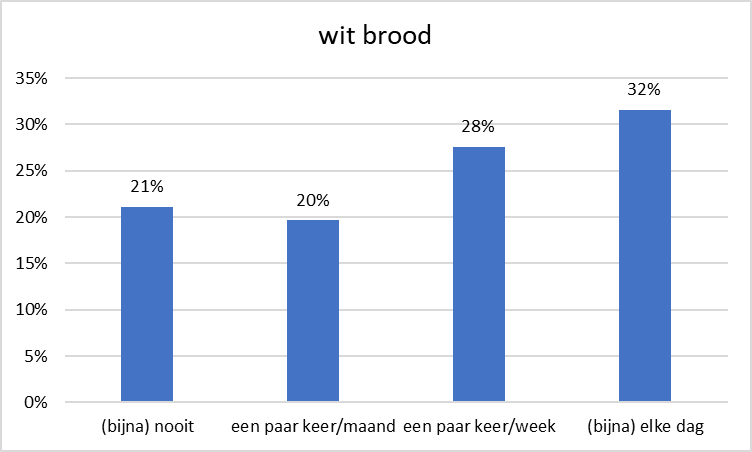 wit brood
35%
30%
25%
20%
15%
10%
5%
0%
21%
20%
28%
32%
(bijna) nooit
een paar keer/maand
een paar keer/week
(bijna) elke dag